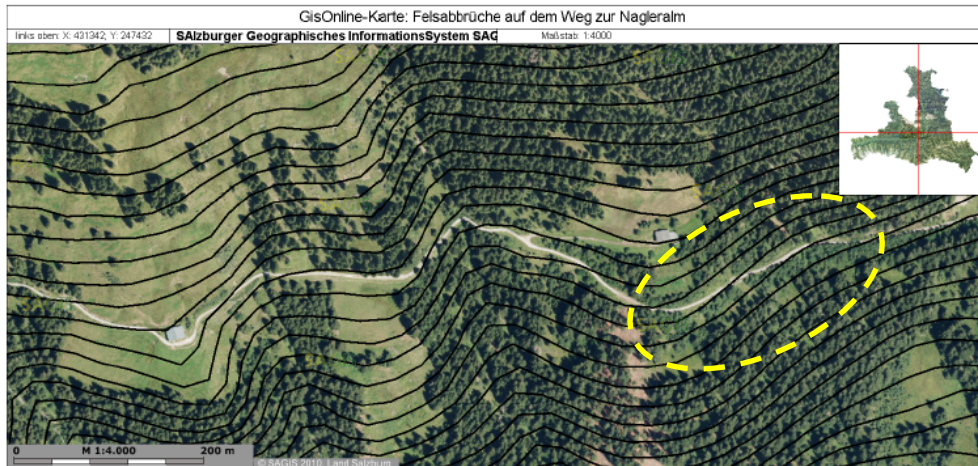 GisOnline-Karte: Felsabbrüche auf dem Weg zur Nagleralm
links oben: X: 431342, Y: 247432 SAlzburger Geographisches InformationsSystem SAG Maßstab: 1:4000
0 M 1:4.000 200 m
© SAGIS 2010, Land Salzburg